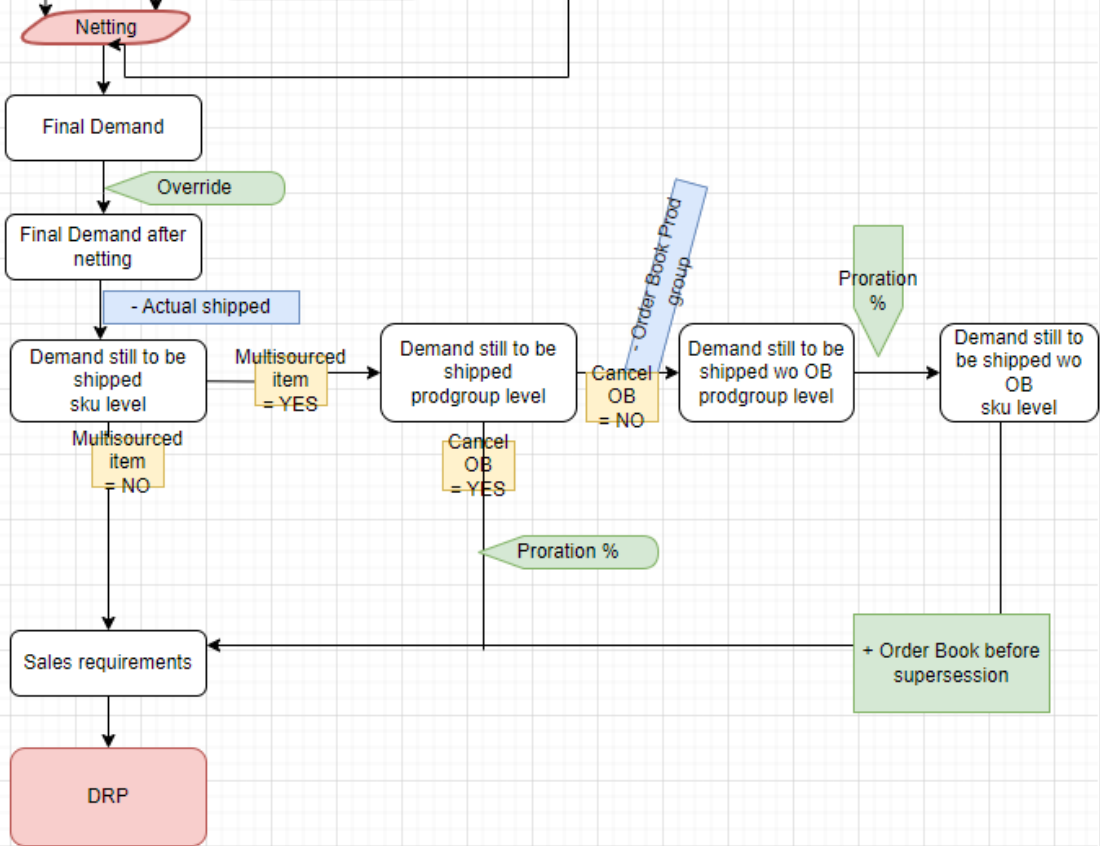 Netting
Final Demand
Override
Final Demand after
netting
- Actual shipped
- Order Book Prod
group
Proration
%
Demand still to be
shipped
sku level
Multisourced
item
= YES
Demand still to be
shipped
prodgroup level
Cancel
OB
= NO
Demand still to be
shipped wo OB
prodgroup level
Demand still to
be shipped wo
OB
sku level
Multisourced
item
= NO
Cancel
OB
= YES
Proration %
Sales requirements
+ Order Book before
supersession
DRP